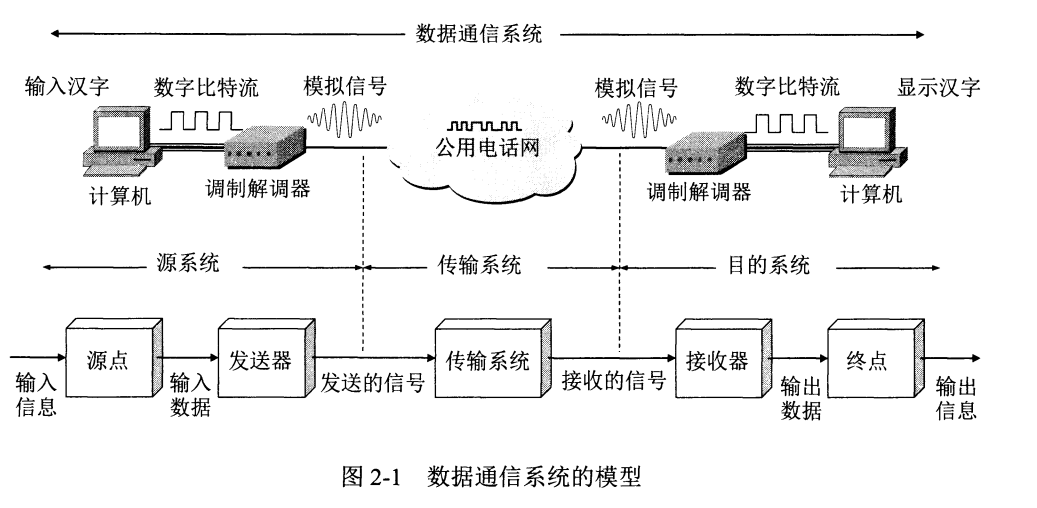 数据通信系统
输入汉字 数字比特流 模拟信号 模拟信号 数字比特流 显示汉字
公用电话网
计算机 调制解调器 调制解调器 计算机
源系统 传输系统 目的系统
源点 发送器 传输系统 接收器 终点
输入信息 输入数据 发送的信号 接收的信号 输出数据 输出信息
图 2-1 数据通信系统的模型